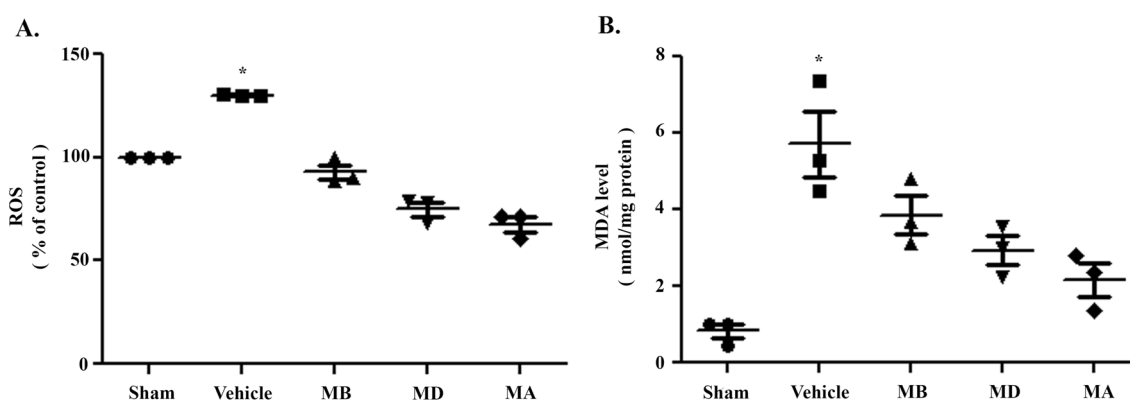 A.
150
100
50
0
ROS
( % of control )
*
Sham Vehicle MB MD MA
B.
8
6
4
2
0
MDA level
( nmol/mg protein )
*
Sham Vehicle MB MD MA